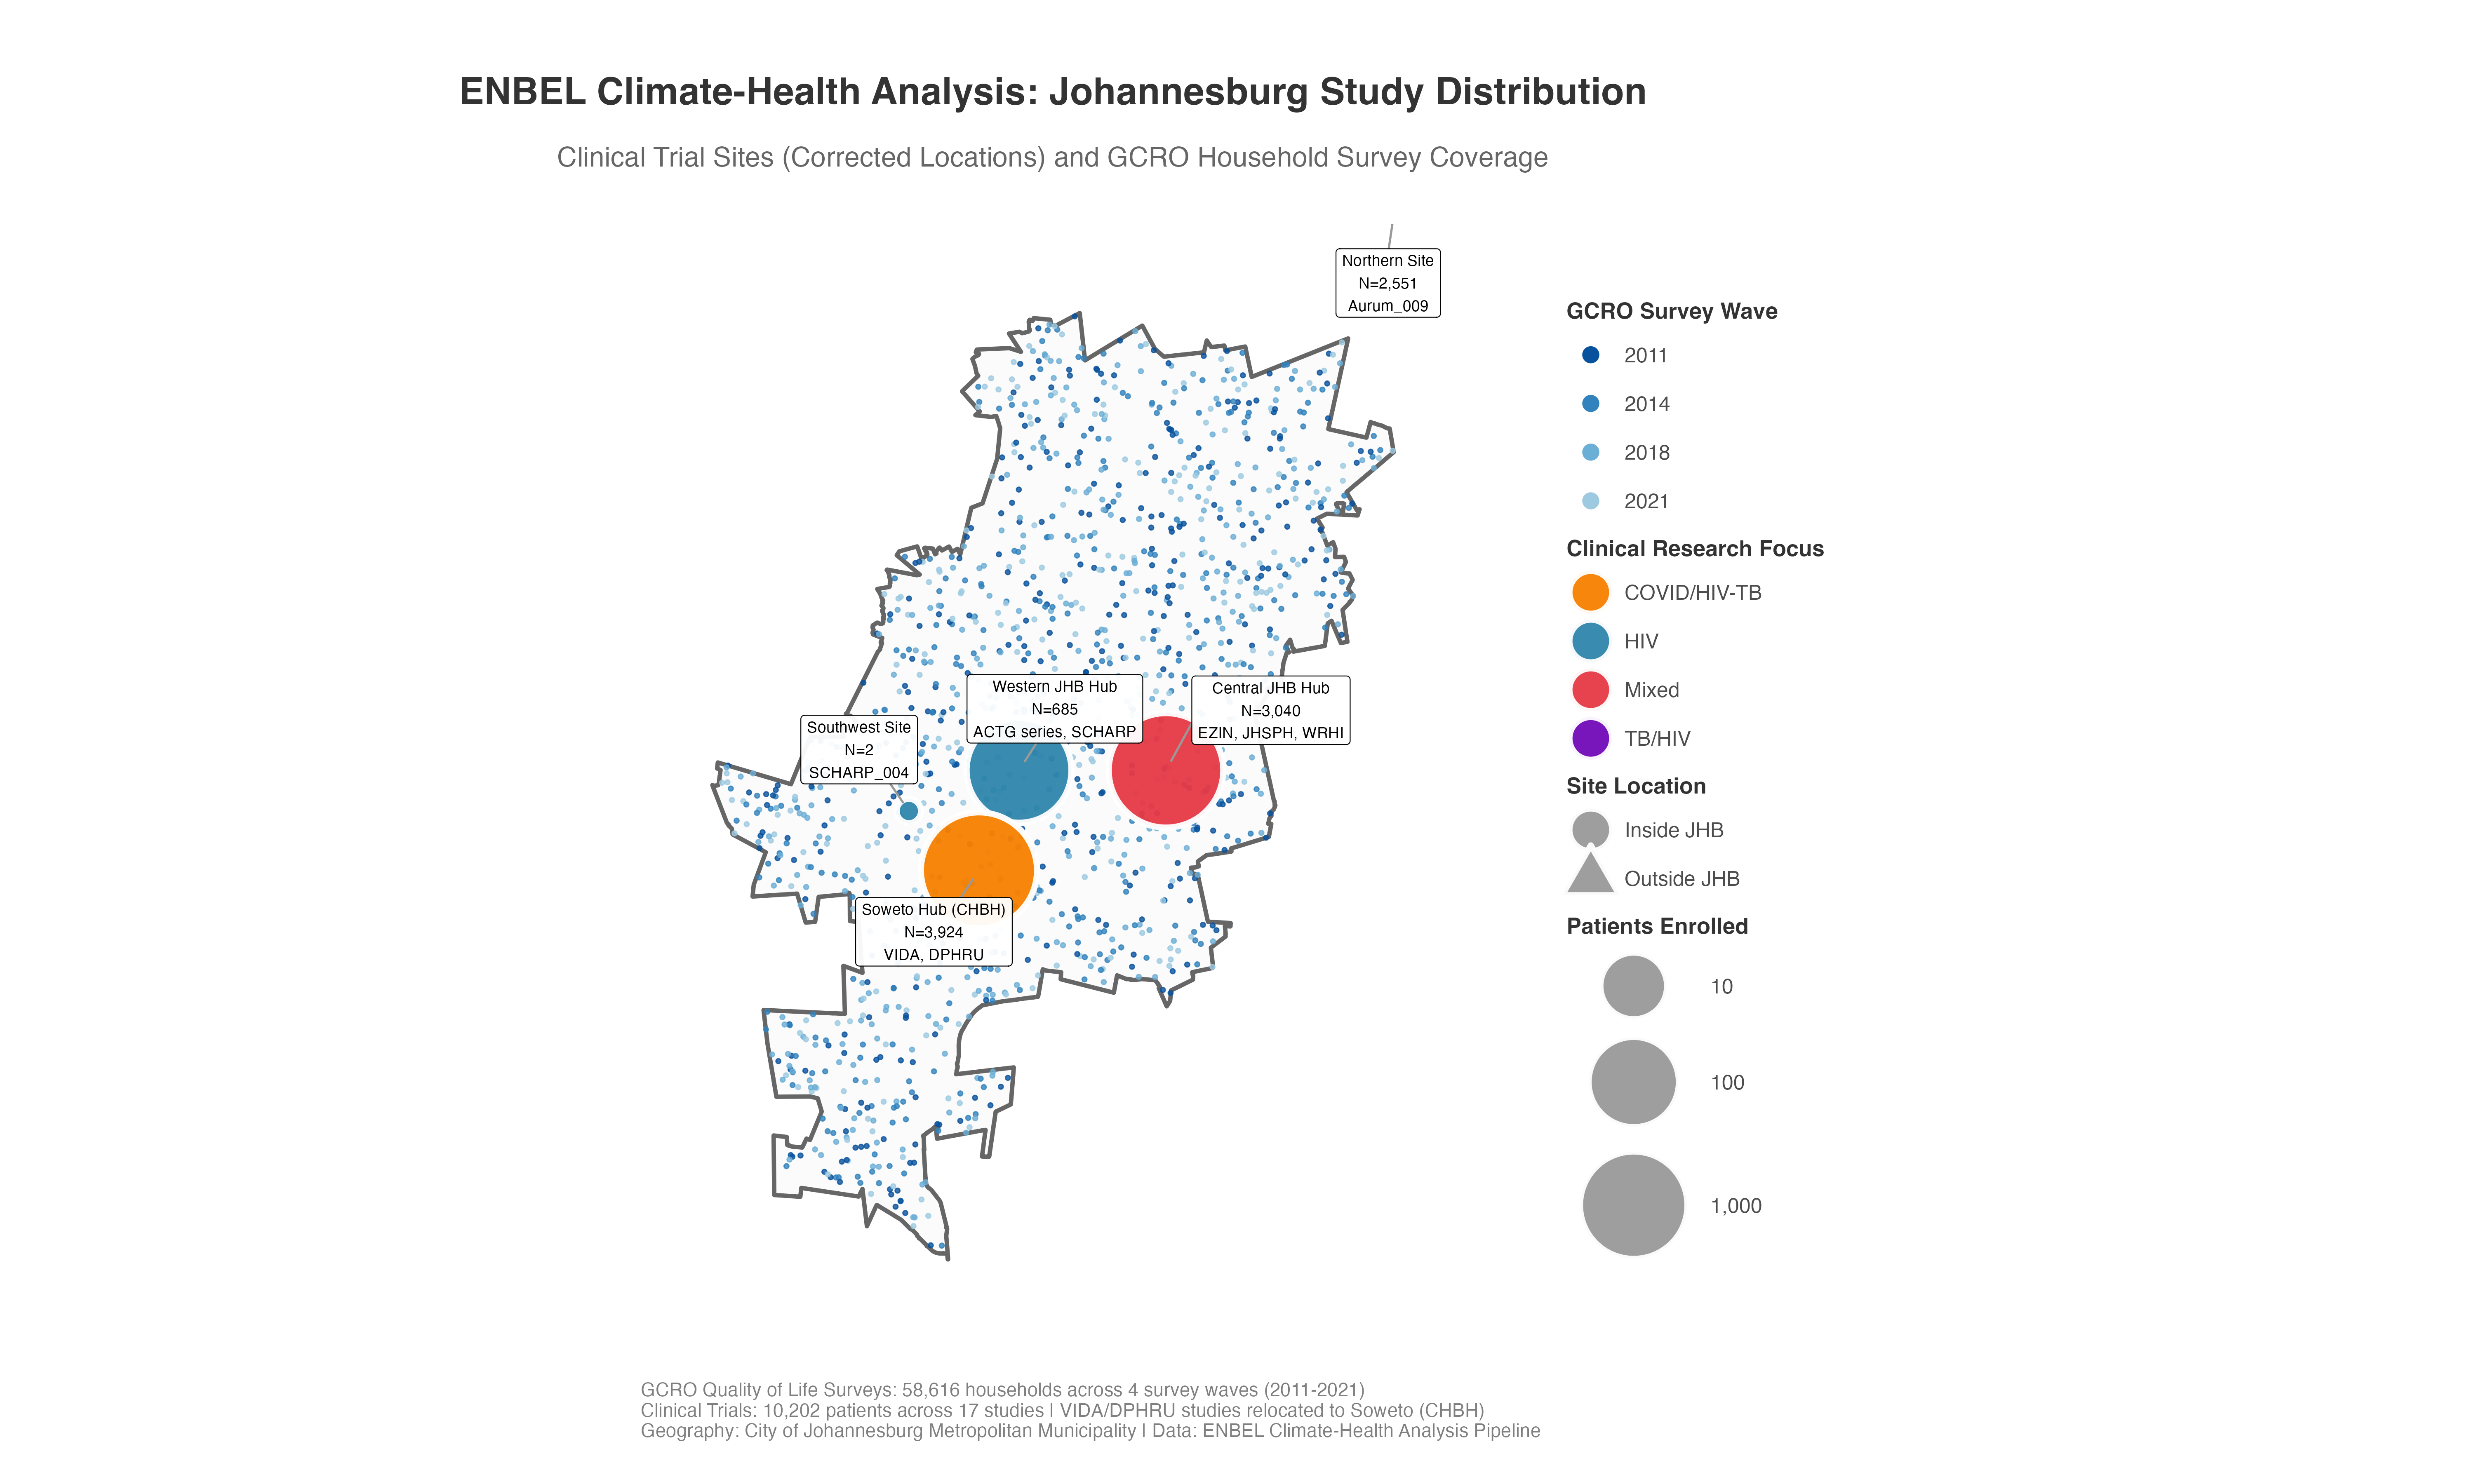 ENBEL Climate-Health Analysis: Johannesburg Study Distribution
Clinical Trial Sites (Corrected Locations) and GCRO Household Survey Coverage
Northern Site
N=2,551
Aurum_009
Western JHB Hub
N=685
ACTG series, SCHARP
Central JHB Hub
N=3,040
EZIN, JHSPH, WRHI
Southwest Site
N=2
SCHARP_004
Soweto Hub (CHBH)
N=3,924
VIDA, DPHRU
GCRO Survey Wave
2011
2014
2018
2021
Clinical Research Focus
COVID/HIV-TB
HIV
Mixed
TB/HIV
Site Location
Inside JHB
Outside JHB
Patients Enrolled
10
100
1,000
GCRO Quality of Life Surveys: 58,616 households across 4 survey waves (2011-2021)
Clinical Trials: 10,202 patients across 17 studies | VIDA/DPHRU studies relocated to Soweto (CHBH)
Geography: City of Johannesburg Metropolitan Municipality | Data: ENBEL Climate-Health Analysis Pipeline